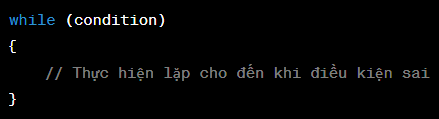 while (condition)
{
// Thực hiện lặp cho đến khi điều kiện sai
}